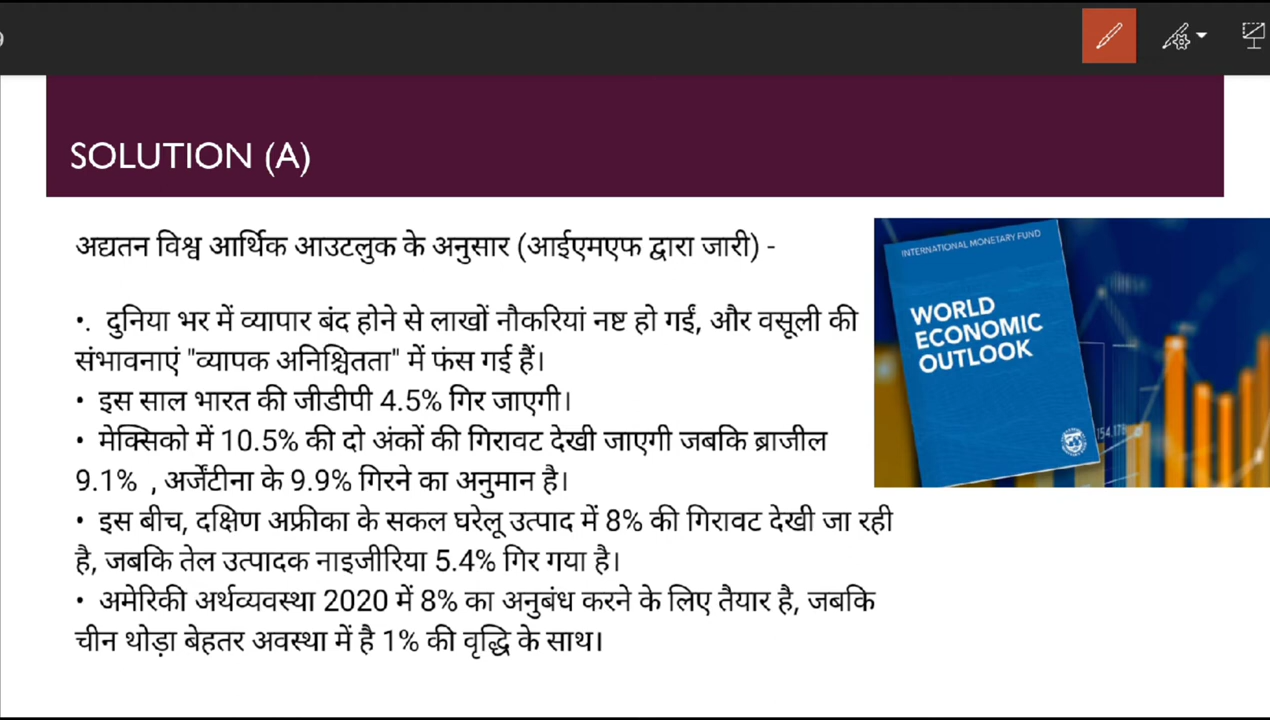 SOLUTION (A)
अद्यतन विश्व आर्थिक आउटलुक के अनुसार (आईएमएफ द्वारा जारी) -
•. दुनिया भर में व्यापार बंद होने से लाखों नौकरियां नष्ट हो गईं, और वसूली की
संभावनाएं "व्यापक अनिश्चितता" में फंस गई हैं।
• इस साल भारत की जीडीपी 4.5% गिर जाएगी।
• मेक्सिको में 10.5% की दो अंकों की गिरावट देखी जाएगी जबकि ब्राजील
9.1% , अर्जेंटीना के 9.9% गिरने का अनुमान है।
• इस बीच, दक्षिण अफ्रीका के सकल घरेलू उत्पाद में 8% की गिरावट देखी जा रही
है, जबकि तेल उत्पादक नाइजीरिया 5.4% गिर गया है।
• अमेरिकी अर्थव्यवस्था 2020 में 8% का अनुबंध करने के लिए तैयार है, जबकि
चीन थोड़ा बेहतर अवस्था में है 1% की वृद्धि के साथ।
INTERNATIONAL MONETARY FUND
WORLD
ECONOMIC
OUTLOOK